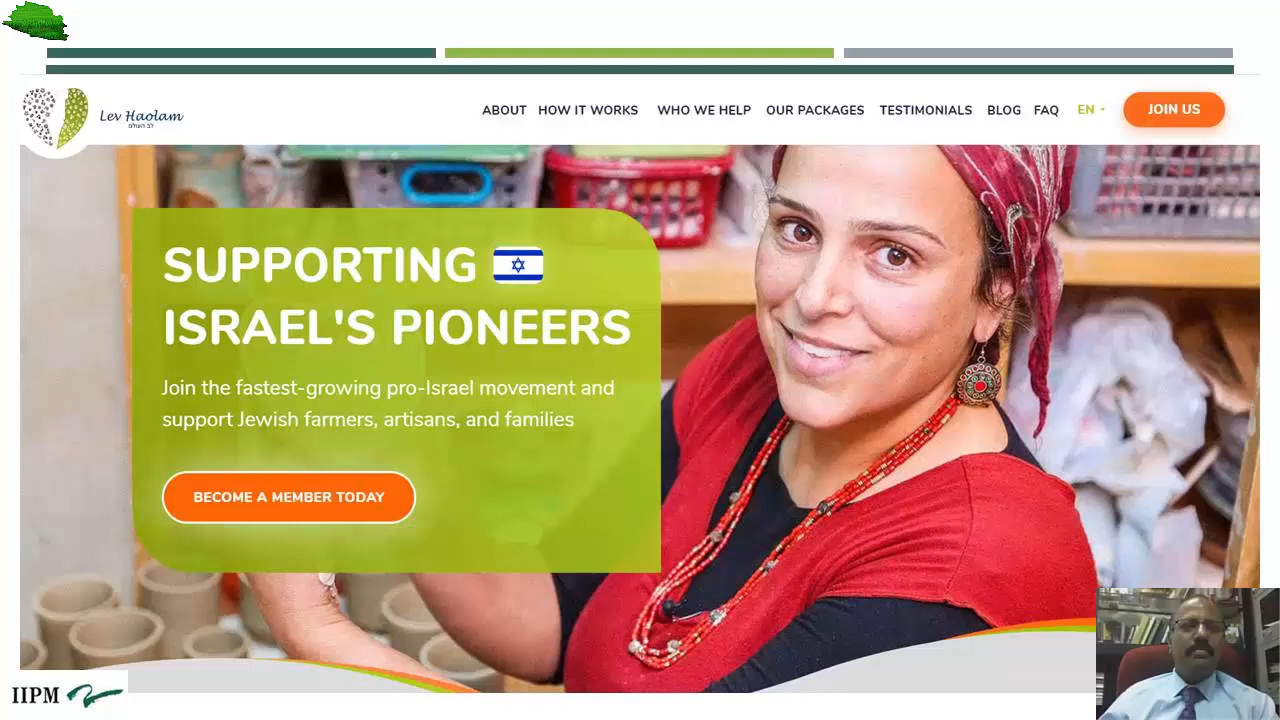 Lev Haolam
לב העולם
ABOUT HOW IT WORKS WHO WE HELP OUR PACKAGES TESTIMONIALS BLOG FAQ EN JOIN US
SUPPORTING
ISRAEL'S PIONEERS
Join the fastest-growing pro-Israel movement and
support Jewish farmers, artisans, and families
BECOME A MEMBER TODAY
IIPM